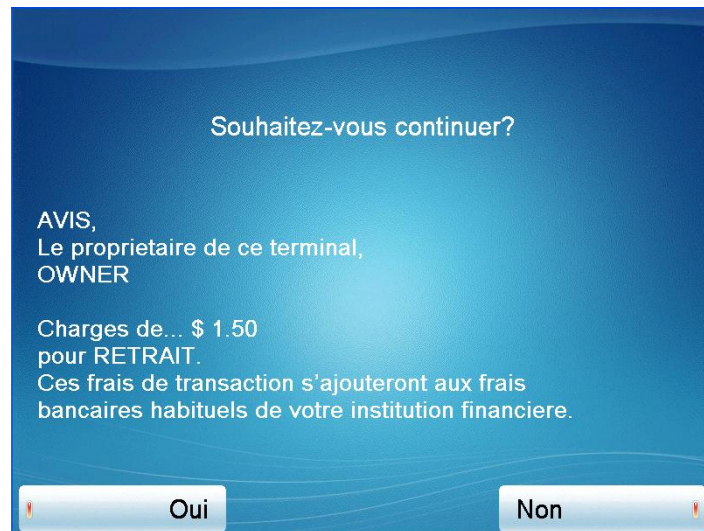 Souhaitez-vous continuer?
AVIS,
Le proprietaire de ce terminal,
OWNER
Charges de... $ 1.50
pour RETRAIT.
Ces frais de transaction s'ajouteront aux frais
bancaires habituels de votre institution financiere.
Oui
Non